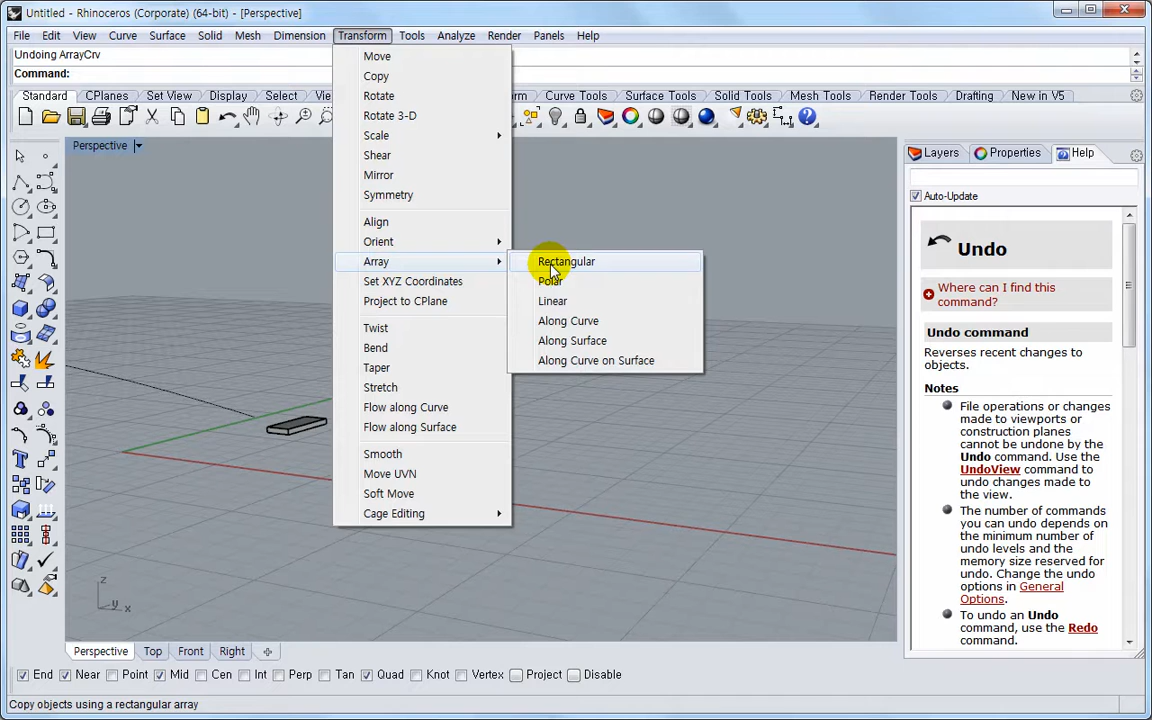 Untitled - Rhinoceros (Corporate) (64-bit) - [Perspective]
File Edit View Curve Surface Solid Mesh Dimension Transform Tools Analyze Render Panels Help
Undoing ArrayCrv
Command:
Standard CPlanes Set View Display Select Curve Tools Surface Tools Solid Tools Mesh Tools Render Tools Drafting New in V5
Perspective
Move
Copy
Rotate
Rotate 3-D
Scale
Shear
Mirror
Symmetry
Align
Orient
Array
Set XYZ Coordinates
Project to CPlane
Twist
Bend
Taper
Stretch
Flow along Curve
Flow along Surface
Smooth
Move UVN
Soft Move
Cage Editing
Rectangular
Polar
Linear
Along Curve
Along Surface
Along Curve on Surface
Layers Properties Help
Auto-Update
Undo
Where can I find this
command?
Undo command
Reverses recent changes to
objects.
Notes
File operations or changes
made to viewports or
construction planes
cannot be undone by the
Undo command. Use the
UndoView command to
undo changes made to
the view.
The number of commands
you can undo depends on
the minimum number of
undo levels and the
memory size reserved for
undo. Change the undo
options in General
Options.
To undo an Undo
command, use the Redo
command.
z
y x
Perspective Top Front Right
End Near Point Mid Cen Int Perp Tan Quad Knot Vertex Project Disable
Copy objects using a rectangular array